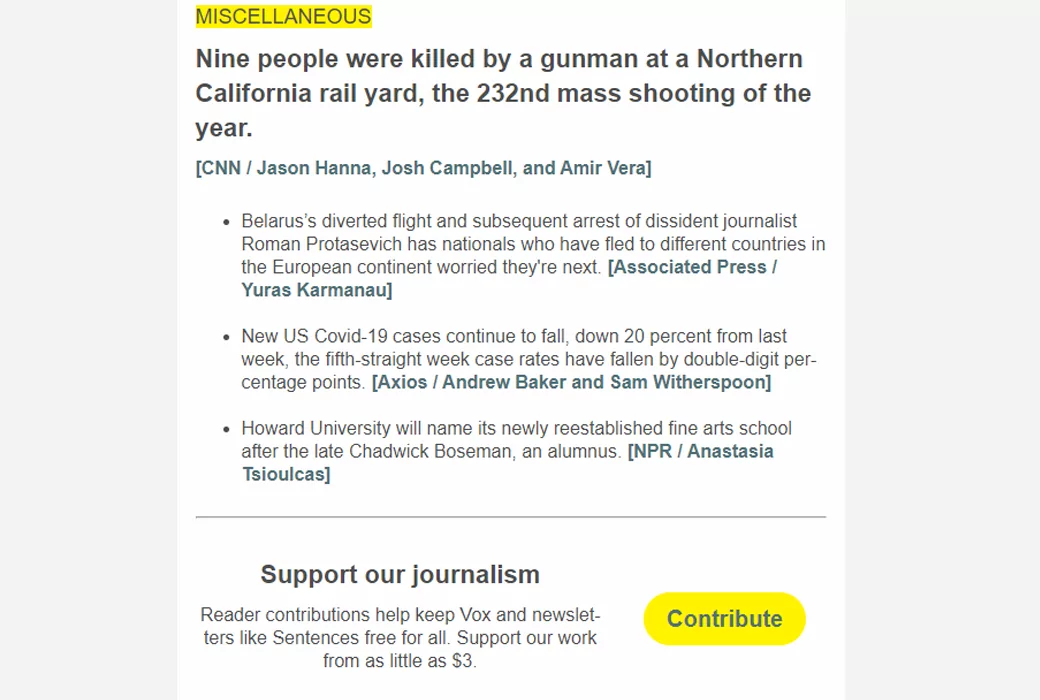 MISCELLANEOUS
Nine people were killed by a gunman at a Northern
California rail yard, the 232nd mass shooting of the
year.
[CNN / Jason Hanna, Josh Campbell, and Amir Vera]
• Belarus’s diverted flight and subsequent arrest of dissident journalist
Roman Protasevich has nationals who have fled to different countries in
the European continent worried they're next. [Associated Press /
Yuras Karmanau]
• New US Covid-19 cases continue to fall, down 20 percent from last
week, the fifth-straight week case rates have fallen by double-digit per-
centage points. [Axios / Andrew Baker and Sam Witherspoon]
• Howard University will name its newly reestablished fine arts school
after the late Chadwick Boseman, an alumnus. [NPR / Anastasia
Tsioulcas]
Support our journalism
Reader contributions help keep Vox and newslet-
ters like Sentences free for all. Support our work
from as little as $3.
Contribute